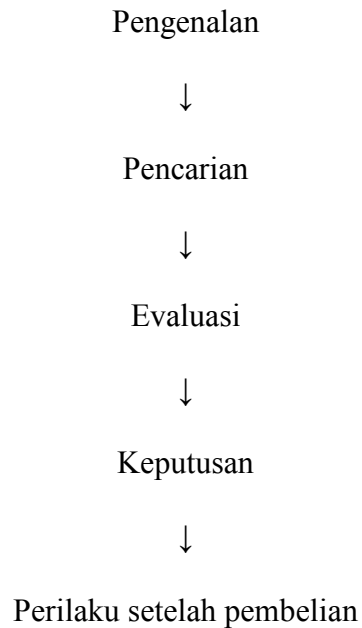 Pengenalan
↓
Pencarian
↓
Evaluasi
↓
Keputusan
↓
Perilaku setelah pembelian